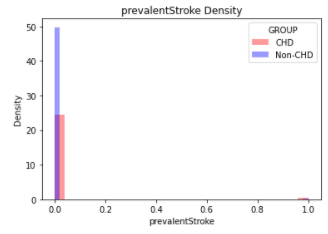 prevalentStroke Density
GROUP
CHD
Non-CHD
50
40
30
20
10
0
Density
0.0 0.2 0.4 0.6 0.8 1.0
prevalentStroke